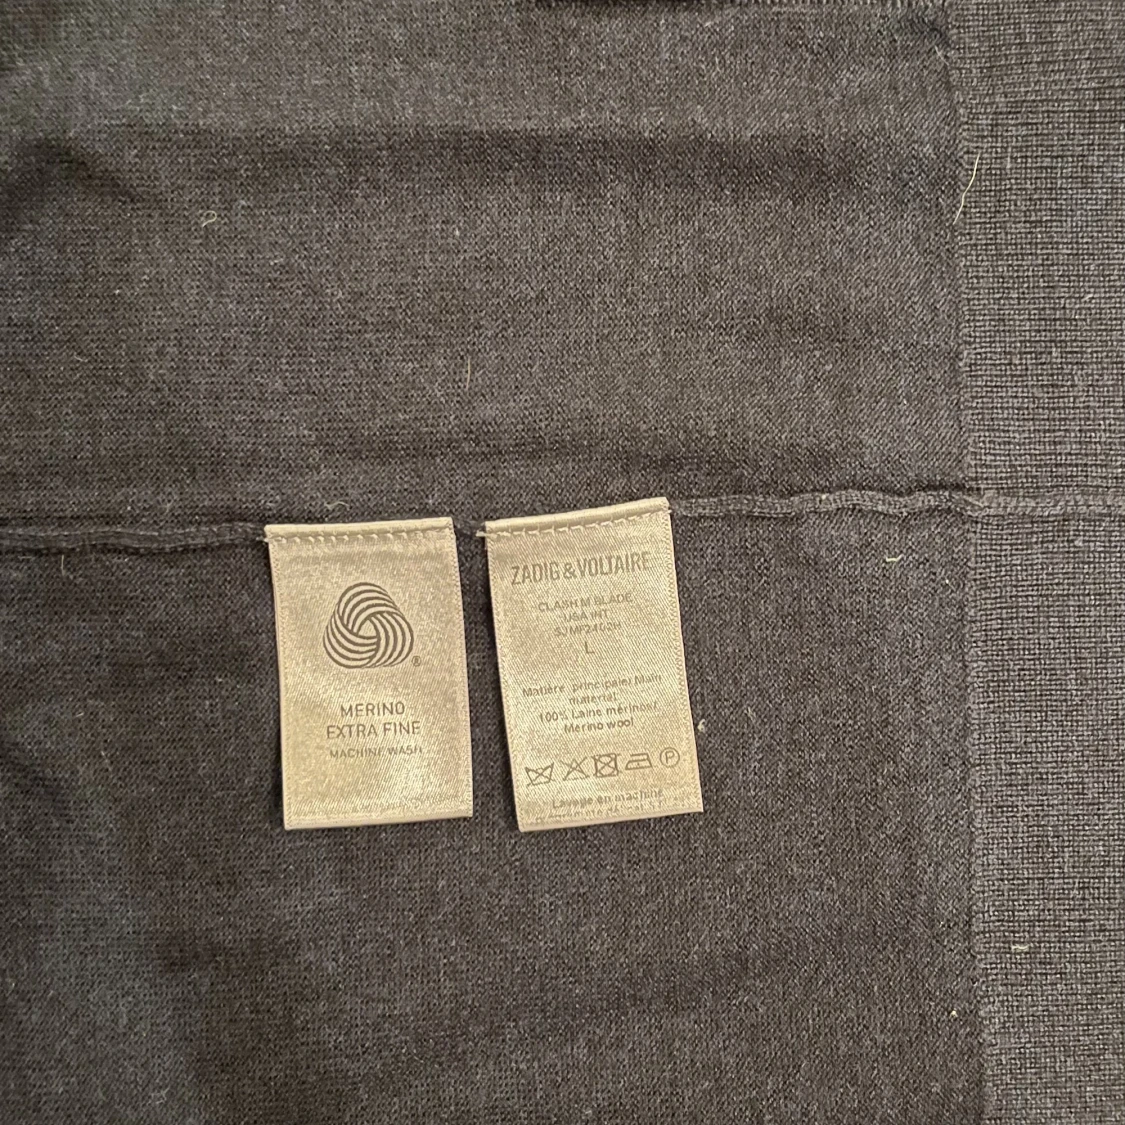 ®
MERINO
EXTRA FINE
MACHINE WASH
ZADIG&VOLTAIRE
CLASH M BLADE
USA INT
L
Matière principale/ Main
material
100% Laine mérinos/
Merino wool
P
Lavage en machine